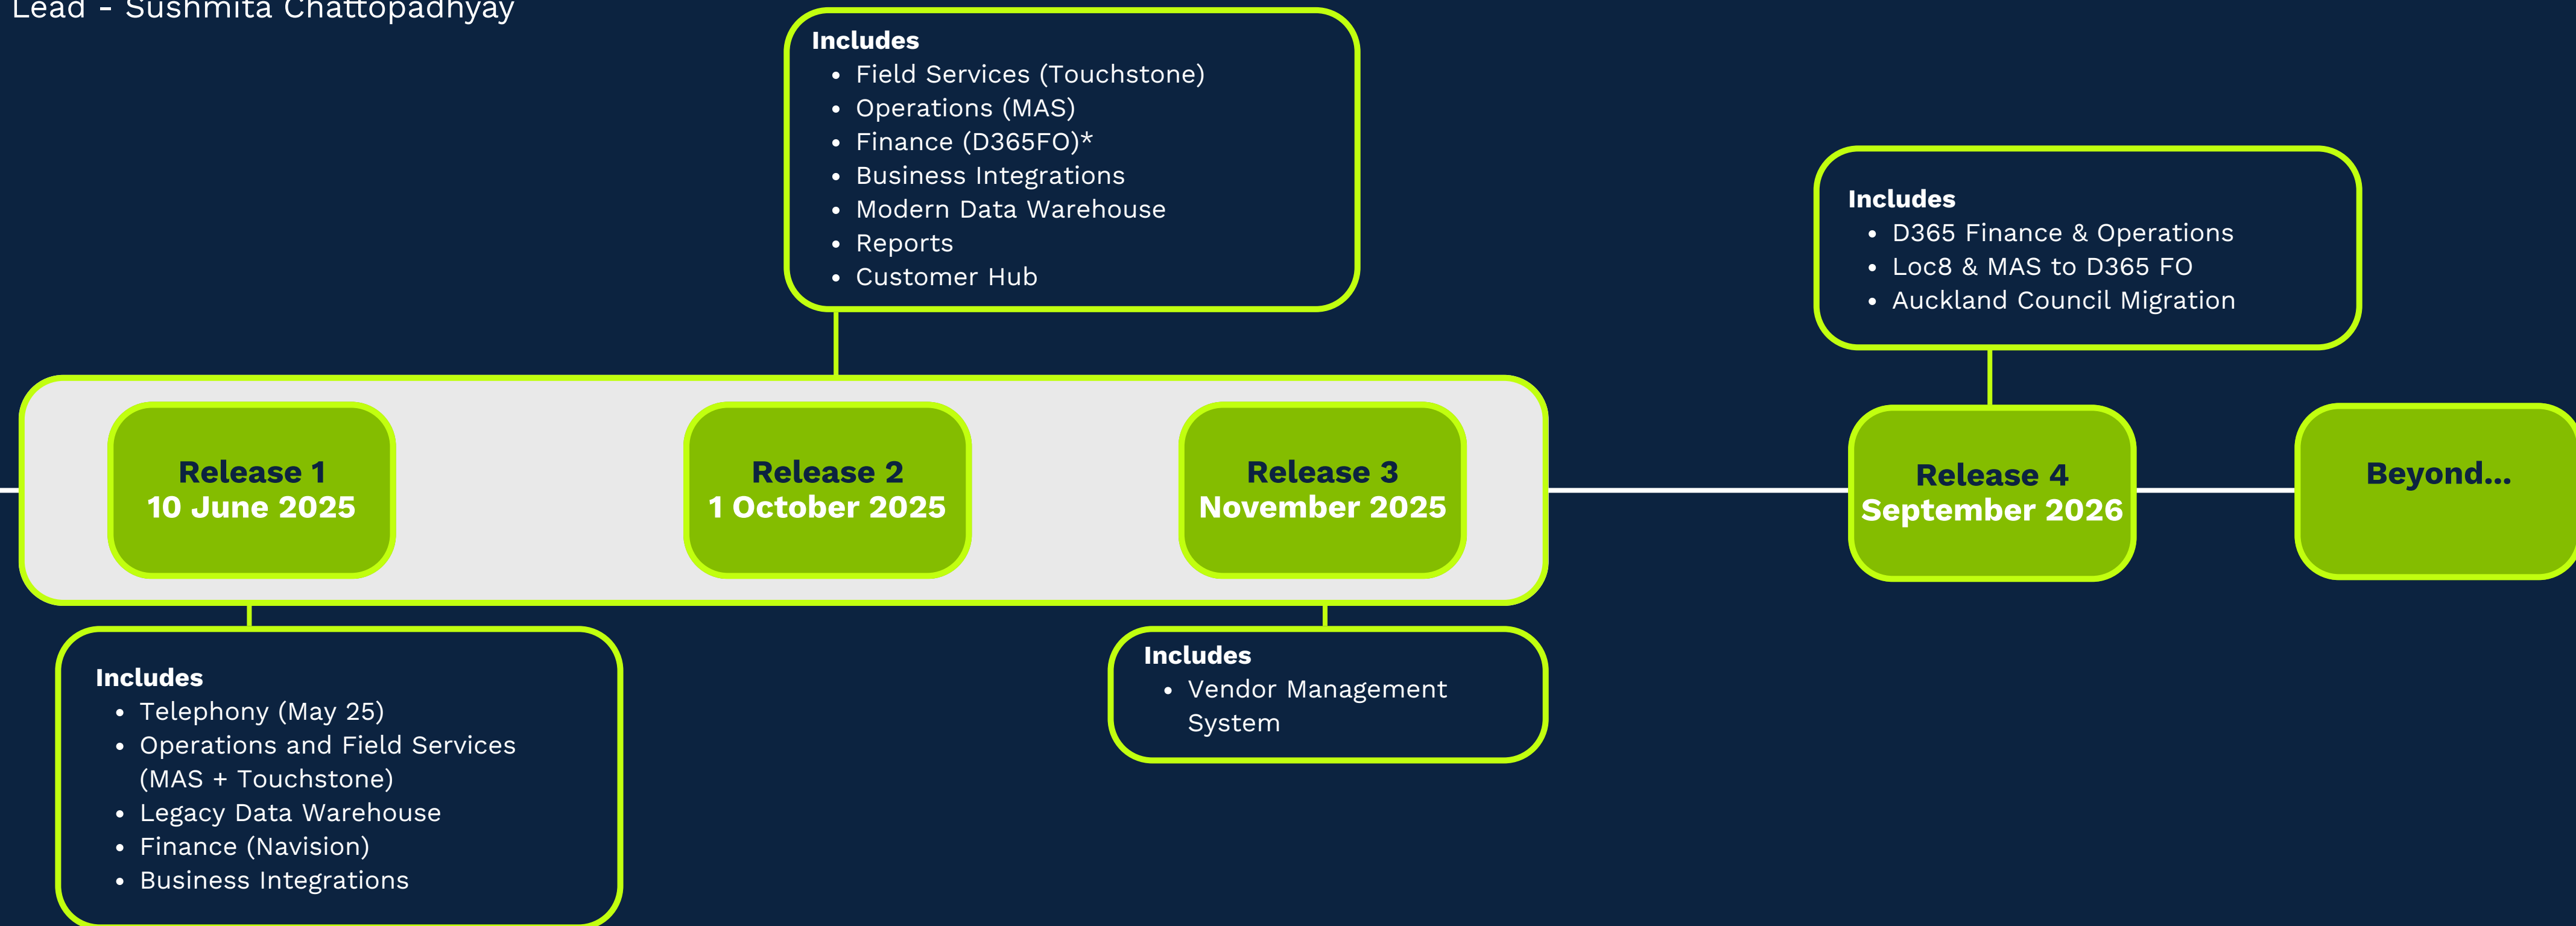 Lead - Sushmita Chattopadhyay
Includes
• Field Services (Touchstone)
• Operations (MAS)
• Finance (D365FO)*
• Business Integrations
• Modern Data Warehouse
• Reports
• Customer Hub
Includes
• D365 Finance & Operations
• Loc8 & MAS to D365 FO
• Auckland Council Migration
Release 1
10 June 2025
Release 2
1 October 2025
Release 3
November 2025
Release 4
September 2026
Beyond...
Includes
• Telephony (May 25)
• Operations and Field Services
(MAS + Touchstone)
• Legacy Data Warehouse
• Finance (Navision)
• Business Integrations
Includes
• Vendor Management
System